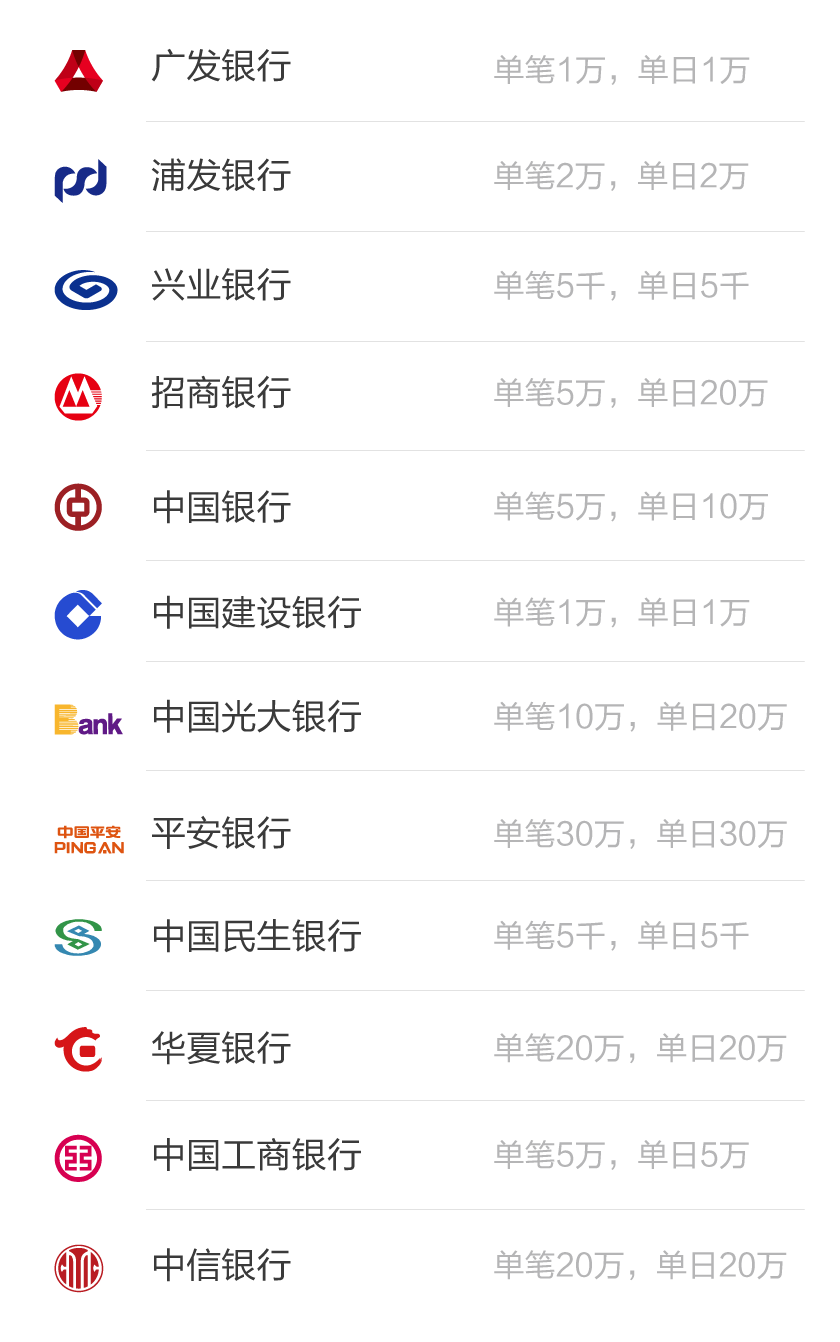 广发银行 单笔1万，单日1万
浦发银行 单笔2万，单日2万
兴业银行 单笔5千，单日5千
招商银行 单笔5万，单日20万
中国银行 单笔5万，单日10万
中国建设银行 单笔1万，单日1万
Bank 中国光大银行 单笔10万，单日20万
中国平安
PINGAN 平安银行 单笔30万，单日30万
中国民生银行 单笔5千，单日5千
华夏银行 单笔20万，单日20万
中国工商银行 单笔5万，单日5万
中信银行 单笔20万，单日20万